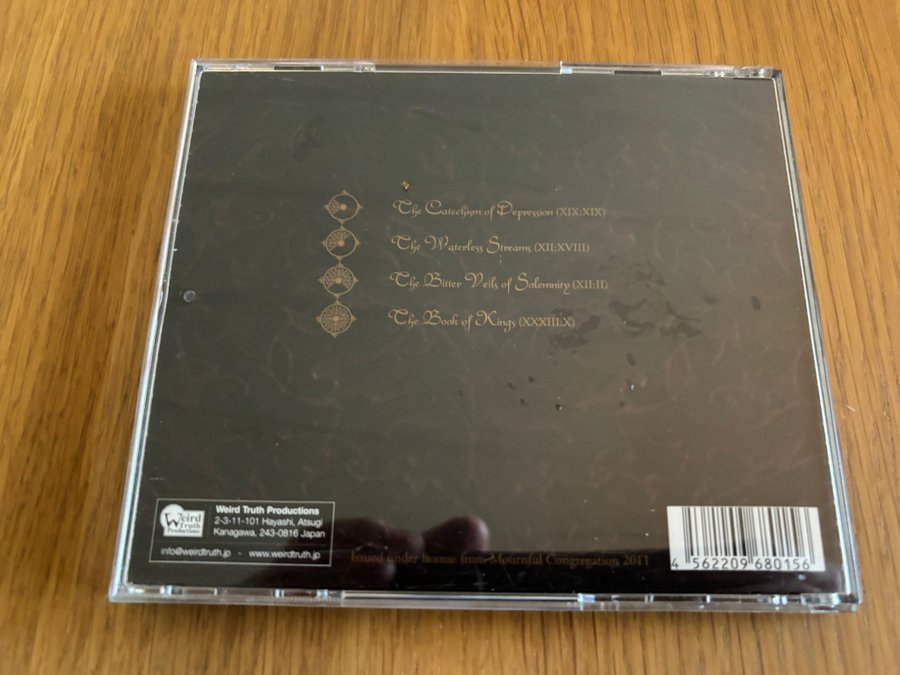 The Catechism of Depression (XIX:XIX)
The Waterless Streams (XII:XVIII)
The Bitter Veils of Solemnity (XII:II)
The Book of Kings (XXXIII:X)
Weird Truth Productions
Weird Truth Productions
2-3-11-101 Hayashi, Atsugi
Kanagawa, 243-0816 Japan
info@weirdtruth.jp - www.weirdtruth.jp
Issued under license from Mournful Congregation 2011
4 562209 680156